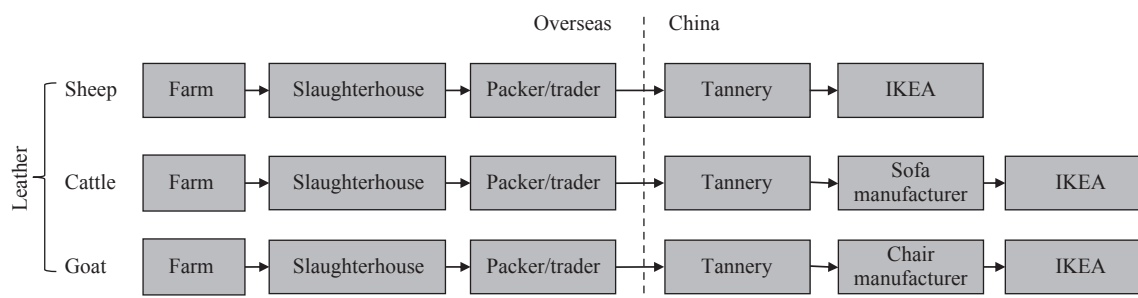 Overseas China
Leather
Sheep Farm Slaughterhouse Packer/trader Tannery IKEA
Cattle Farm Slaughterhouse Packer/trader Tannery Sofa manufacturer IKEA
Goat Farm Slaughterhouse Packer/trader Tannery Chair manufacturer IKEA